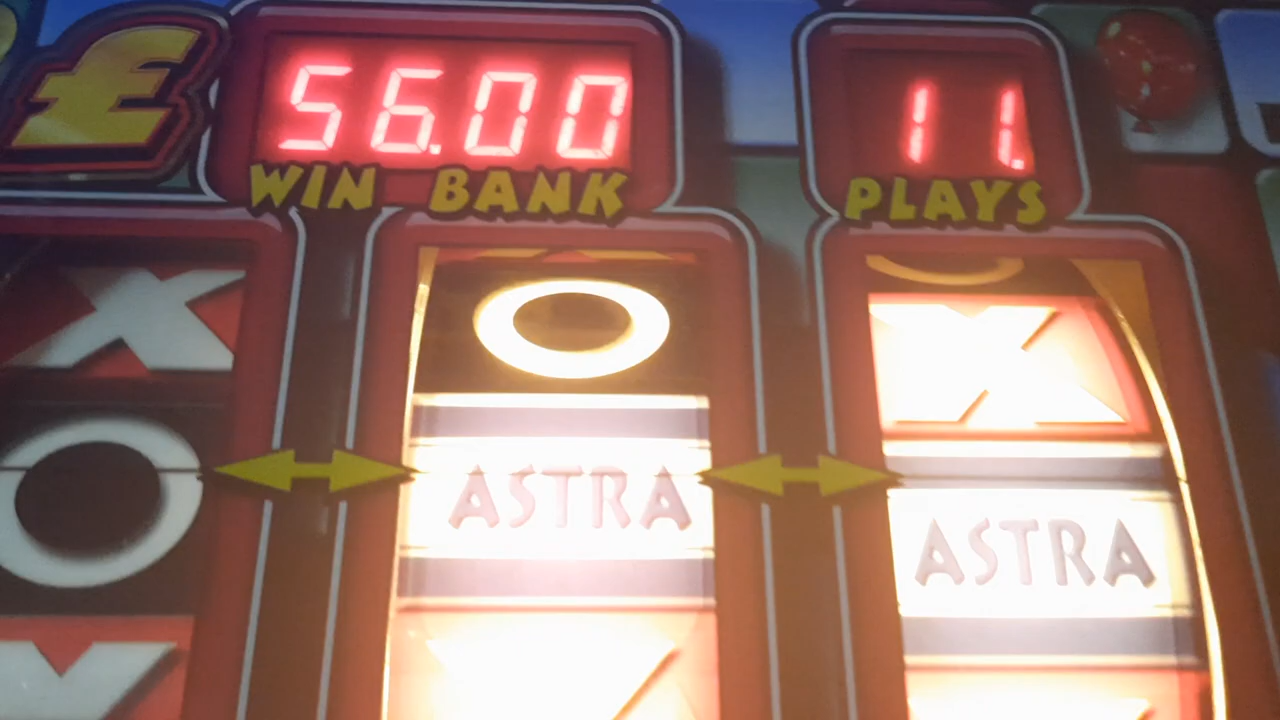 £ 56.00 11.
WIN BANK PLAYS
X O X
O ASTRA ASTRA